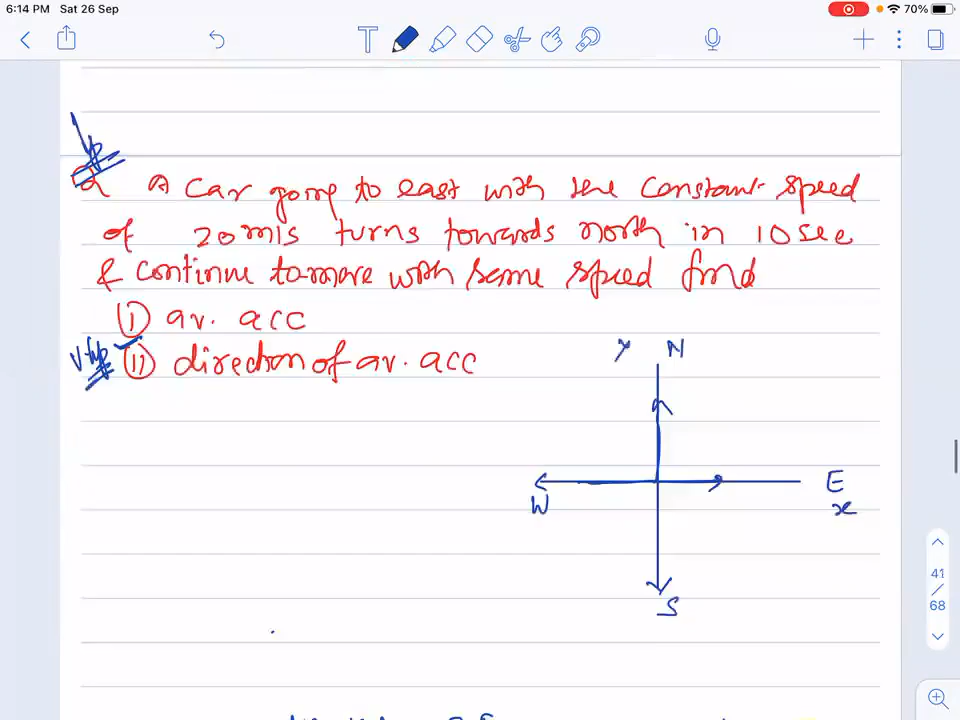 6:14 PM Sat 26 Sep
70%
Imp
Q A car going to east with the constant speed
of 20m/s turns towards north in 10sec
& continue to move with same speed find
(i) av. acc
V.Imp (ii) direction of av. acc
y N
W
E
x
S
41
/
68